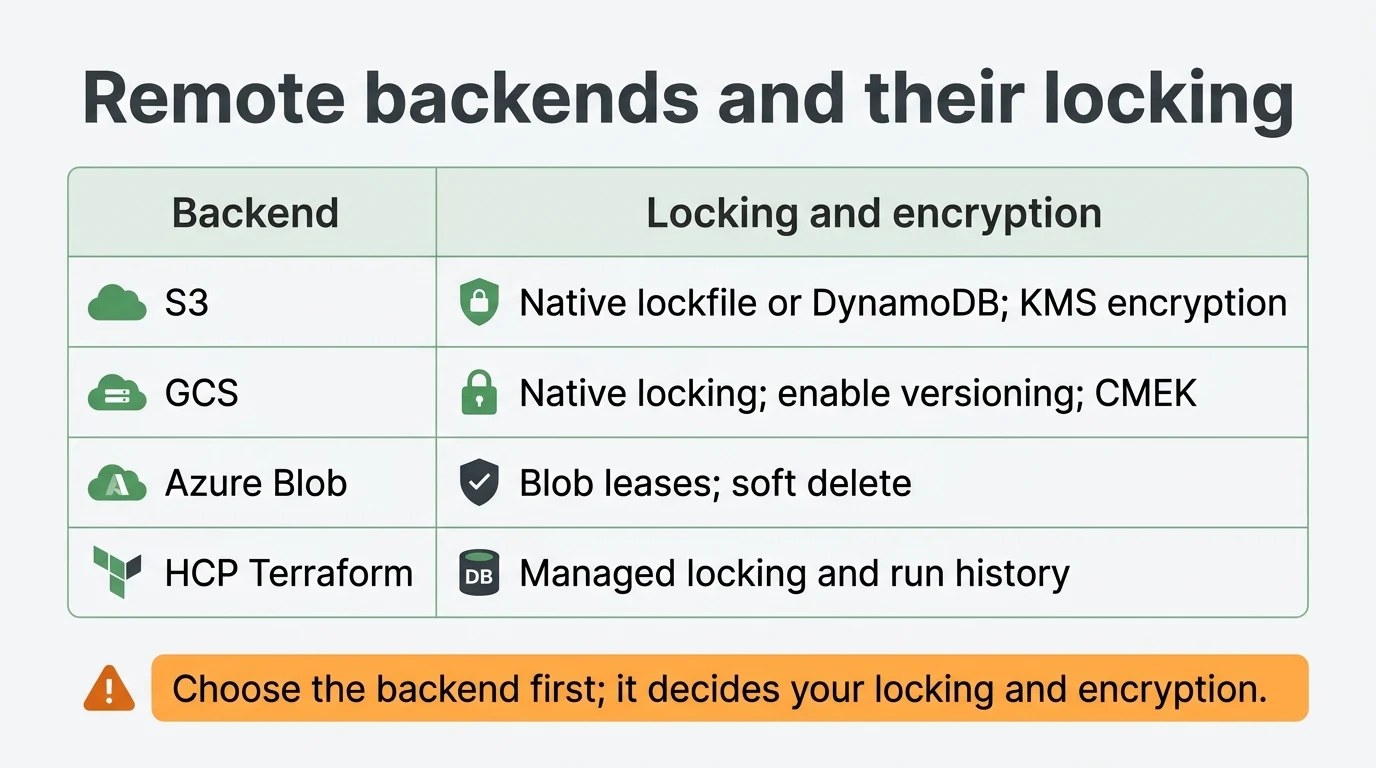 Remote backends and their locking
Backend
Locking and encryption
S3
Native lockfile or DynamoDB; KMS encryption
GCS
Native locking; enable versioning; CMEK
Azure Blob
Blob leases; soft delete
HCP Terraform
DB
Managed locking and run history
Choose the backend first; it decides your locking and encryption.